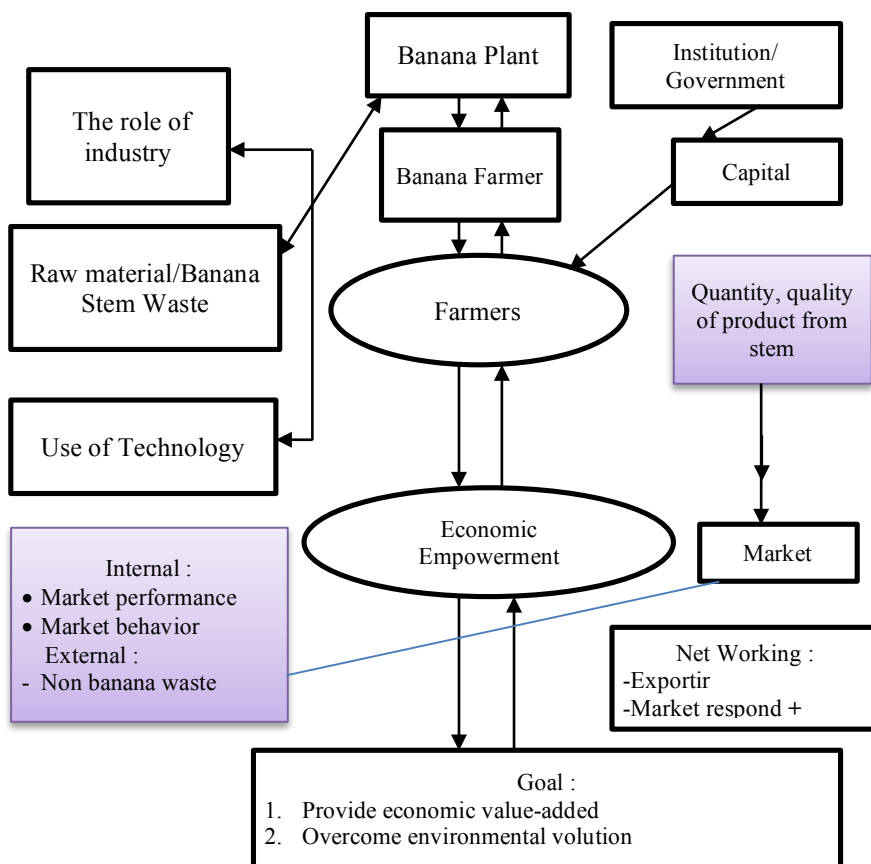 Banana Plant
Institution/
Government
The role of
industry
Banana Farmer
Capital
Raw material/Banana
Stem Waste
Farmers
Quantity, quality
of product from
stem
Use of Technology
Economic
Empowerment
Market
Internal :
• Market performance
• Market behavior
External :
- Non banana waste
Net Working :
-Exportir
-Market respond +
Goal :
1. Provide economic value-added
2. Overcome environmental volution